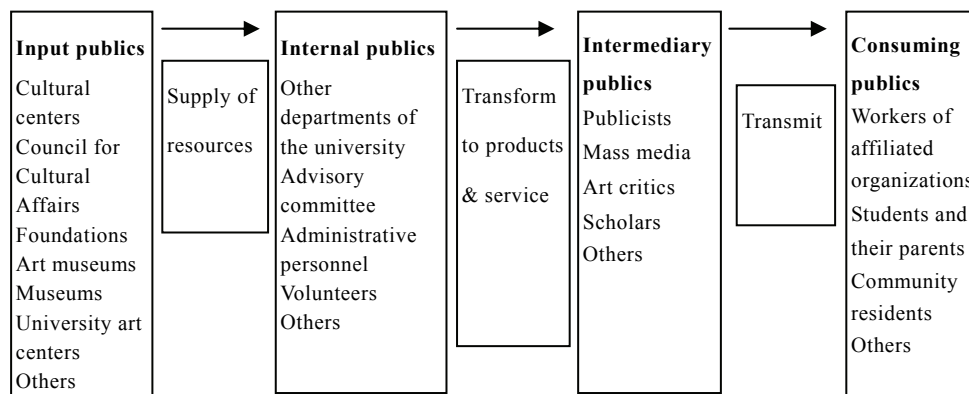 Input publics
Cultural
centers
Council for
Cultural
Affairs
Foundations
Art museums
Museums
University art
centers
Others
Supply of
resources
Internal publics
Other
departments of
the university
Advisory
committee
Administrative
personnel
Volunteers
Others
Transform
to products
& service
Intermediary
publics
Publicists
Mass media
Art critics
Scholars
Others
Transmit
Consuming
publics
Workers of
affiliated
organizations
Students and
their parents
Community
residents
Others